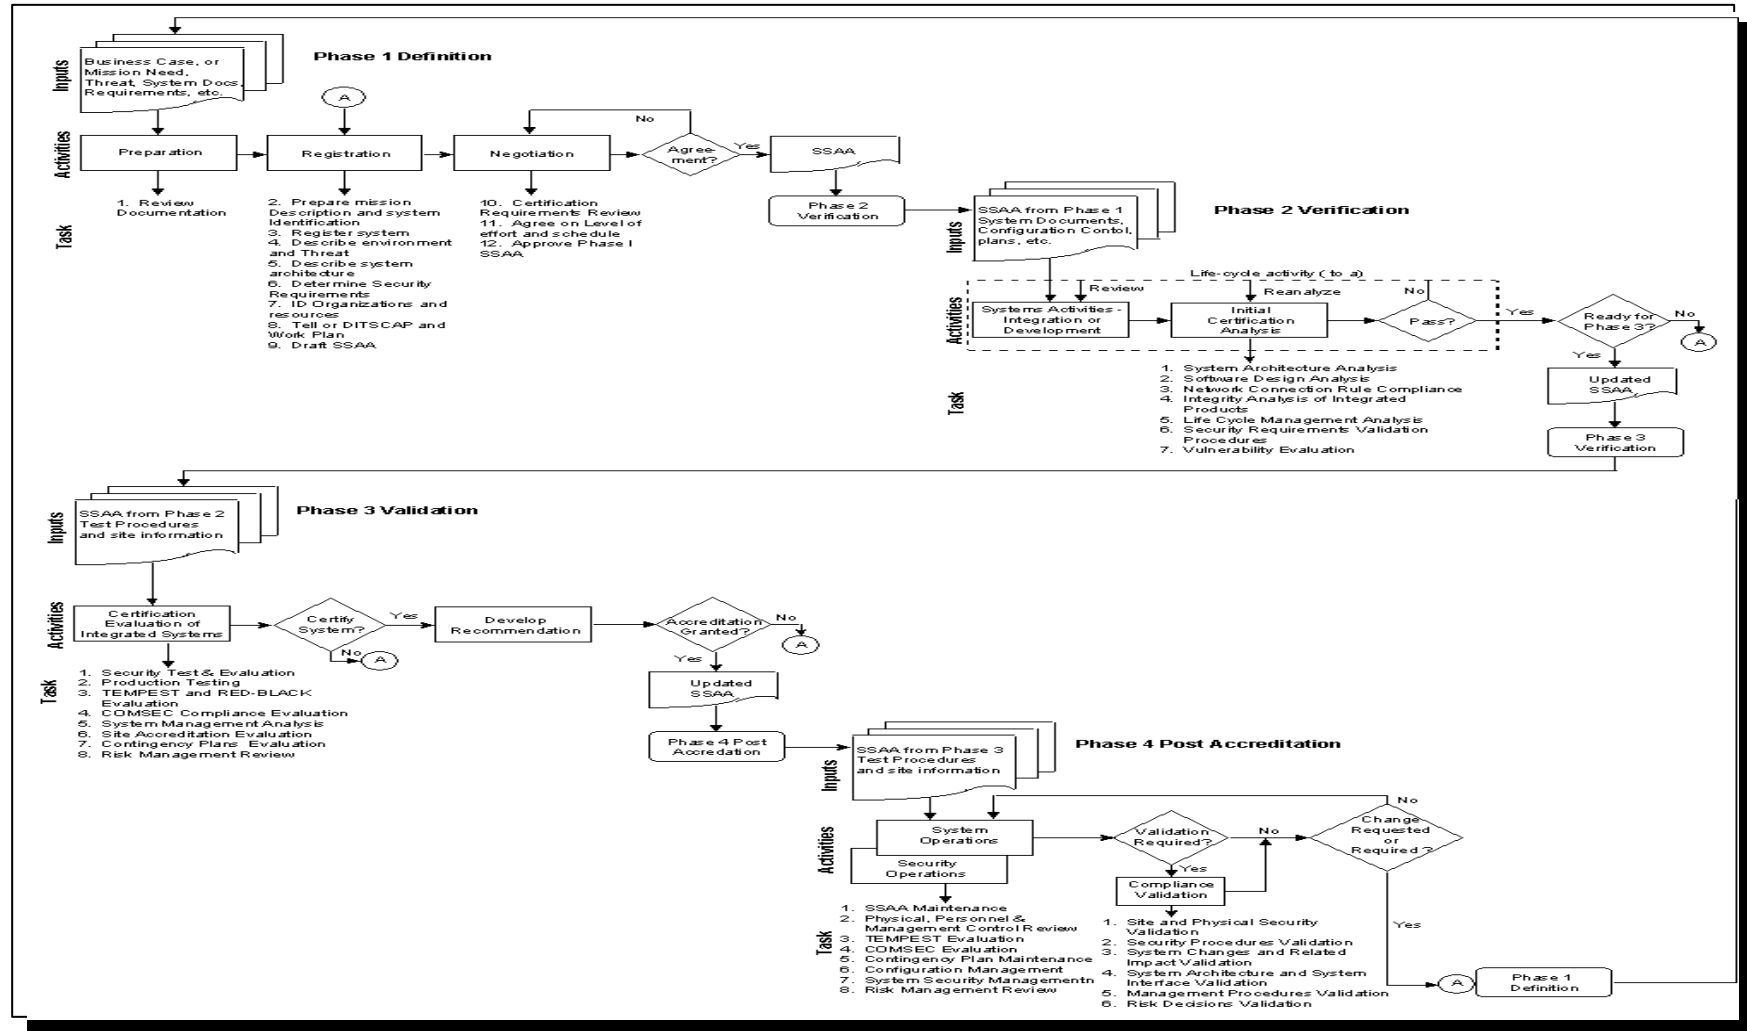 Phase 1 Definition
Inputs
Business Case, or
Mission Need,
Threat, System Docs,
Requirements, etc.
A
Activities
Preparation
Registration
Negotiation
No
Agree-
ment?
Yes
SSAA
Phase 2
Verification
Task
1. Review
Documentation
2. Prepare mission
Description and system
Identification
3. Register system
4. Describe environment
and Threat
5. Describe system
architecture
6. Determine Security
Requirements
7. ID Organizations and
resources
8. Tell or DITSCAP and
Work Plan
9. Draft SSAA
10. Certification
Requirements Review
11. Agree on Level of
effort and schedule
12. Approve Phase I
SSAA
Phase 2 Verification
Inputs
SSAA from Phase 1
System Documents,
Configuration Contol,
plans, etc.
Life-cycle activity ( to a)
Activities
Review
Reanalyze
No
Systems Activities -
Integration or
Development
Initial
Certification
Analysis
Pass?
Yes
Ready for
Phase 3?
No
A
Yes
Updated
SSAA
Phase 3
Verification
Task
1. System Architecture Analysis
2. Software Design Analysis
3. Network Connection Rule Compliance
4. Integrity Analysis of Integrated
Products
5. Life Cycle Management Analysis
6. Security Requirements Validation
Procedures
7. Vulnerability Evaluation
Phase 3 Validation
Inputs
SSAA from Phase 2
Test Procedures
and site information
Activities
Certification
Evaluation of
Integrated Systems
Certify
System?
Yes
No
A
Develop
Recommendation
Accreditation
Granted?
No
A
Yes
Updated
SSAA
Phase 4 Post
Accredation
Task
1. Security Test & Evaluation
2. Production Testing
3. TEMPEST and RED-BLACK
Evaluation
4. COMSEC Compliance Evaluation
5. System Management Analysis
6. Site Accreditation Evaluation
7. Contingency Plans Evaluation
8. Risk Management Review
Phase 4 Post Accreditation
Inputs
SSAA from Phase 3
Test Procedures
and site information
Activities
System
Operations
Security
Operations
Validation
Required?
No
Yes
Compliance
Validation
No
Change
Requested
or
Required ?
Yes
Task
1. SSAA Maintenance
2. Physical, Personnel &
Management Control Review
3. TEMPEST Evaluation
4. COMSEC Evaluation
5. Contingency Plan Maintenance
6. Configuration Management
7. System Security Managementn
8. Risk Management Review
1. Site and Physical Security
Validation
2. Security Procedures Validation
3. System Changes and Related
Impact Validation
4. System Architecture and System
Interface Validation
5. Management Procedures Validation
6. Risk Decisions Validation
A
Phase 1
Definition